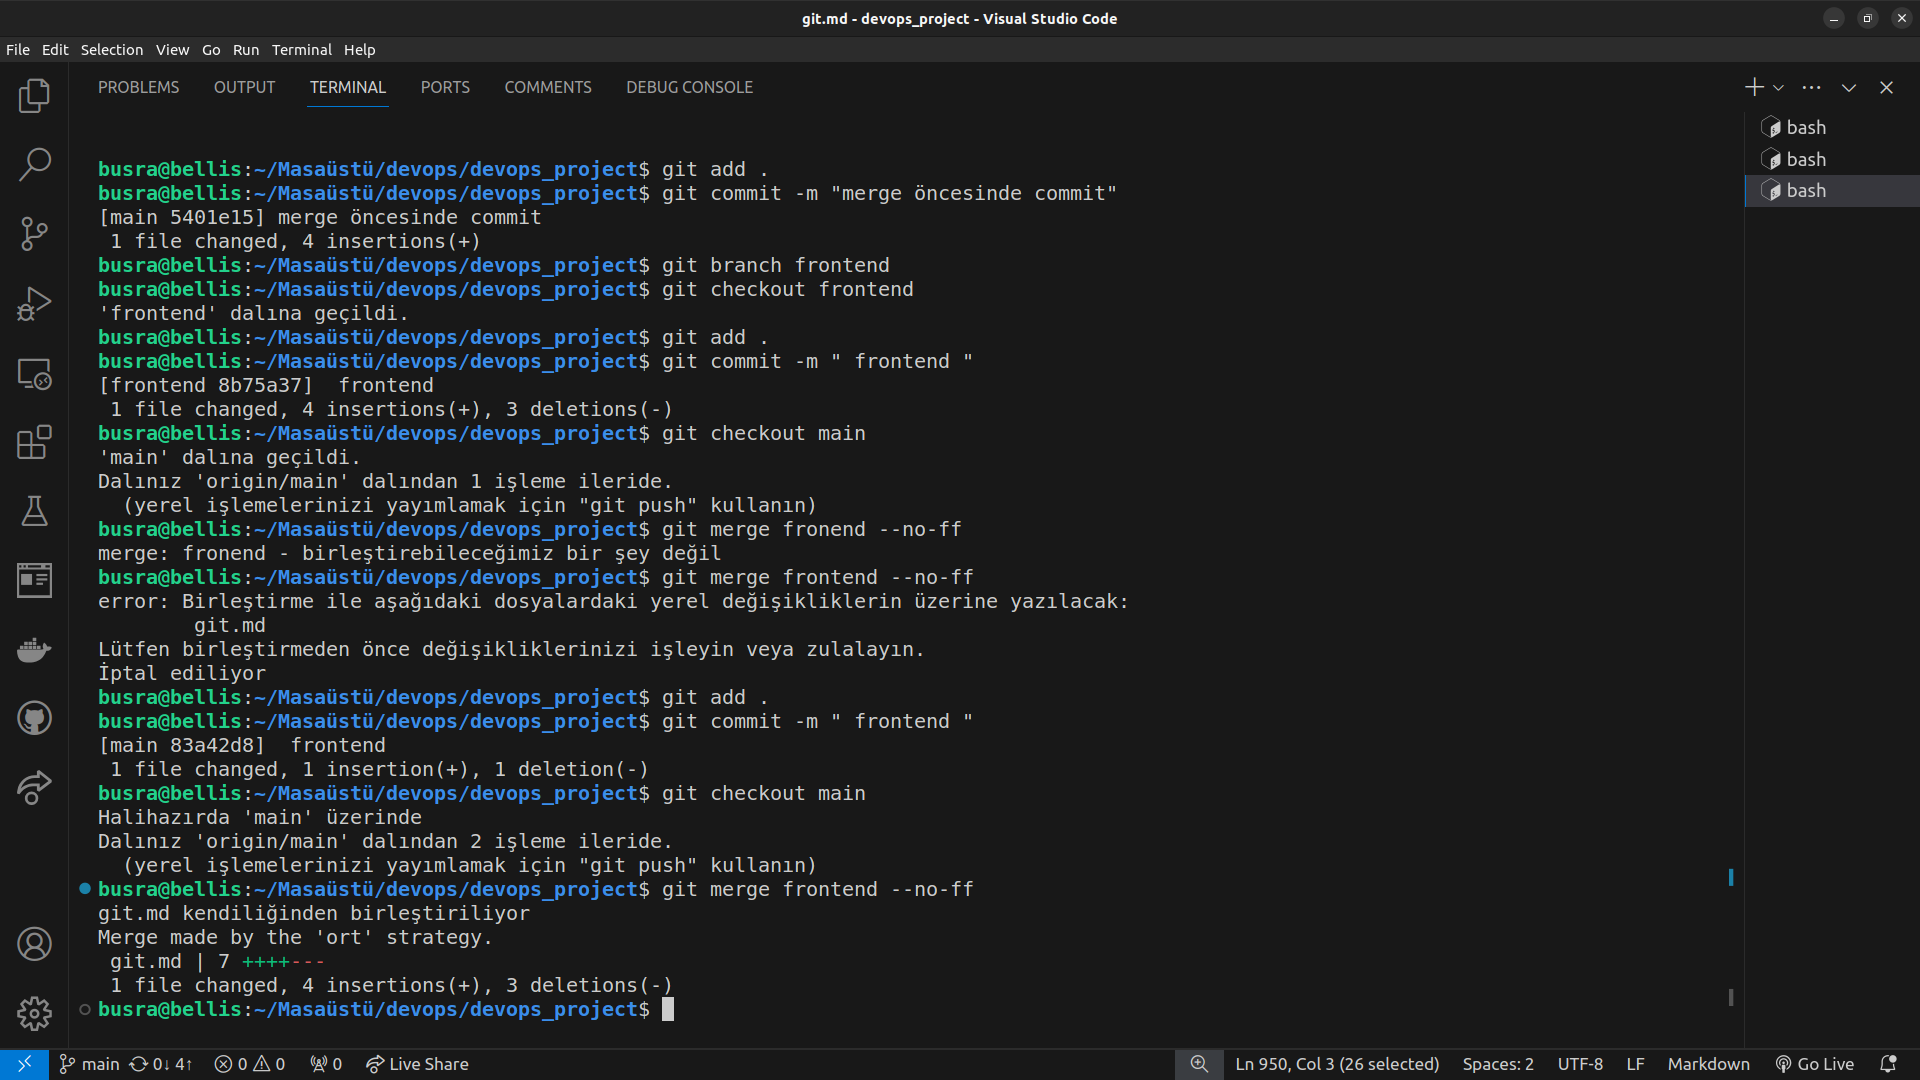 git.md - devops_project - Visual Studio Code
File Edit Selection View Go Run Terminal Help
PROBLEMS OUTPUT TERMINAL PORTS COMMENTS DEBUG CONSOLE
bash
bash
bash
busra@bellis:~/Masaüstü/devops/devops_project$ git add .
busra@bellis:~/Masaüstü/devops/devops_project$ git commit -m "merge öncesinde commit"
[main 5401e15] merge öncesinde commit
 1 file changed, 4 insertions(+)
busra@bellis:~/Masaüstü/devops/devops_project$ git branch frontend
busra@bellis:~/Masaüstü/devops/devops_project$ git checkout frontend
'frontend' dalına geçildi.
busra@bellis:~/Masaüstü/devops/devops_project$ git add .
busra@bellis:~/Masaüstü/devops/devops_project$ git commit -m " frontend "
[frontend 8b75a37]  frontend
 1 file changed, 4 insertions(+), 3 deletions(-)
busra@bellis:~/Masaüstü/devops/devops_project$ git checkout main
'main' dalına geçildi.
Dalınız 'origin/main' dalından 1 işleme ileride.
  (yerel işlemelerinizi yayımlamak için "git push" kullanın)
busra@bellis:~/Masaüstü/devops/devops_project$ git merge fronend --no-ff
merge: fronend - birleştirebileceğimiz bir şey değil
busra@bellis:~/Masaüstü/devops/devops_project$ git merge frontend --no-ff
error: Birleştirme ile aşağıdaki dosyalardaki yerel değişikliklerin üzerine yazılacak:
        git.md
Lütfen birleştirmeden önce değişikliklerinizi işleyin veya zulalayın.
İptal ediliyor
busra@bellis:~/Masaüstü/devops/devops_project$ git add .
busra@bellis:~/Masaüstü/devops/devops_project$ git commit -m " frontend "
[main 83a42d8]  frontend
 1 file changed, 1 insertion(+), 1 deletion(-)
busra@bellis:~/Masaüstü/devops/devops_project$ git checkout main
Halihazırda 'main' üzerinde
Dalınız 'origin/main' dalından 2 işleme ileride.
  (yerel işlemelerinizi yayımlamak için "git push" kullanın)
busra@bellis:~/Masaüstü/devops/devops_project$ git merge frontend --no-ff
git.md kendiliğinden birleştiriliyor
Merge made by the 'ort' strategy.
 git.md | 7 ++++---
 1 file changed, 4 insertions(+), 3 deletions(-)
busra@bellis:~/Masaüstü/devops/devops_project$
main 0↓ 4↑ 0 0 0 Live Share Ln 950, Col 3 (26 selected) Spaces: 2 UTF-8 LF Markdown Go Live